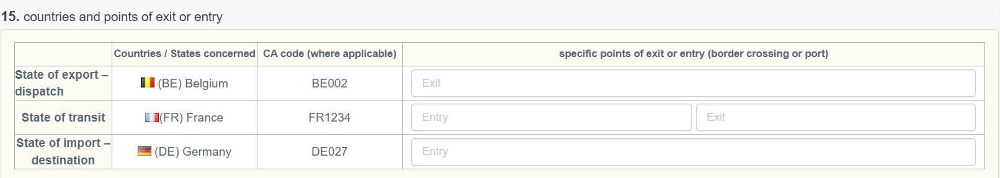 15. countries and points of exit or entry
Countries / States concerned CA code (where applicable) specific points of exit or entry (border crossing or port)
State of export –
dispatch
(BE) Belgium BE002 Exit
State of transit (FR) France FR1234 Entry Exit
State of import –
destination
(DE) Germany DE027 Entry